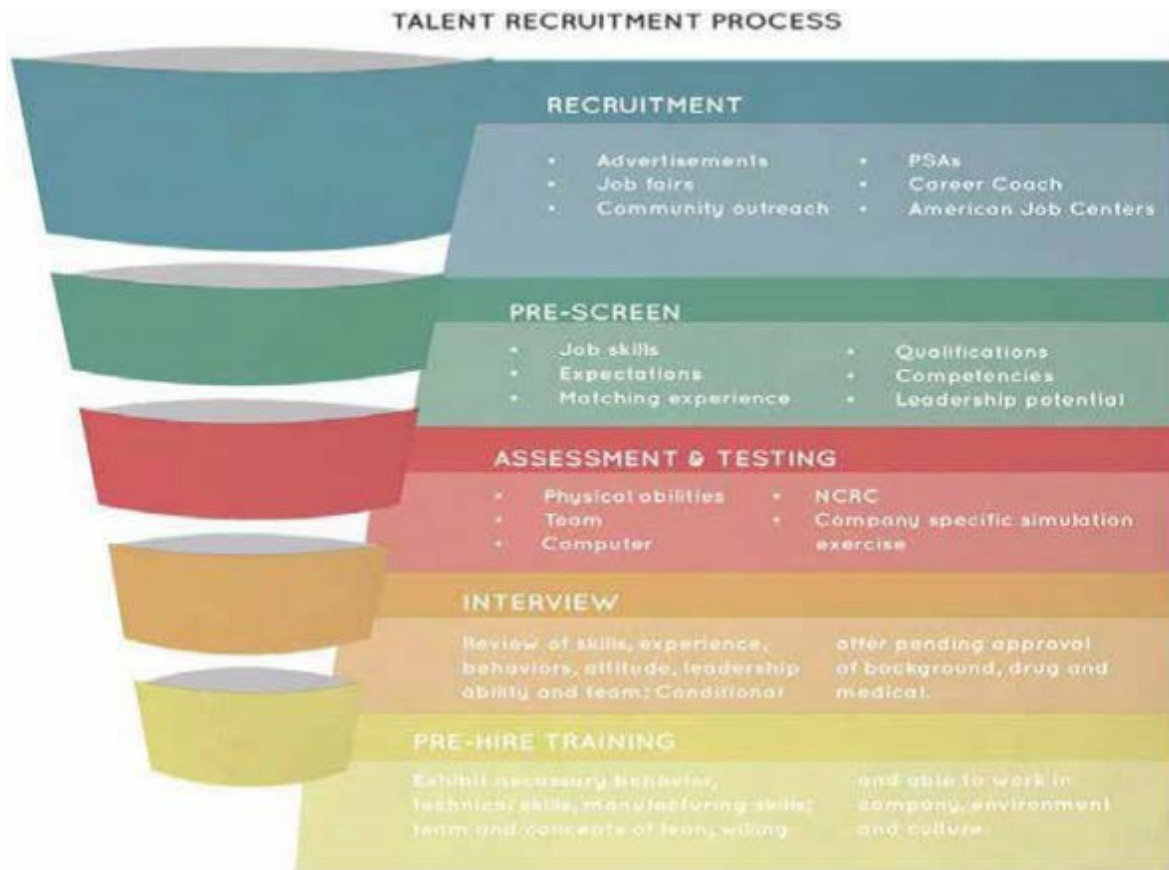 TALENT RECRUITMENT PROCESS
RECRUITMENT
• Advertisements
• Job fairs
• Community outreach
• PSAs
• Career Coach
• American Job Centers
PRE-SCREEN
• Job skills
• Expectations
• Matching experience
• Qualifications
• Competencies
• Leadership potential
ASSESSMENT & TESTING
• Physical abilities
• Team
• Computer
• NCRC
• Company specific simulation
exercise
INTERVIEW
Review of skills, experience,
behaviors, attitude, leadership
ability and team; Conditional
offer pending approval
of background, drug and
medical.
PRE-HIRE TRAINING
Exhibit necessary behavior,
technical skills, manufacturing skills;
team and concepts of lean; wiking
and able to work in
company, environment
and culture.